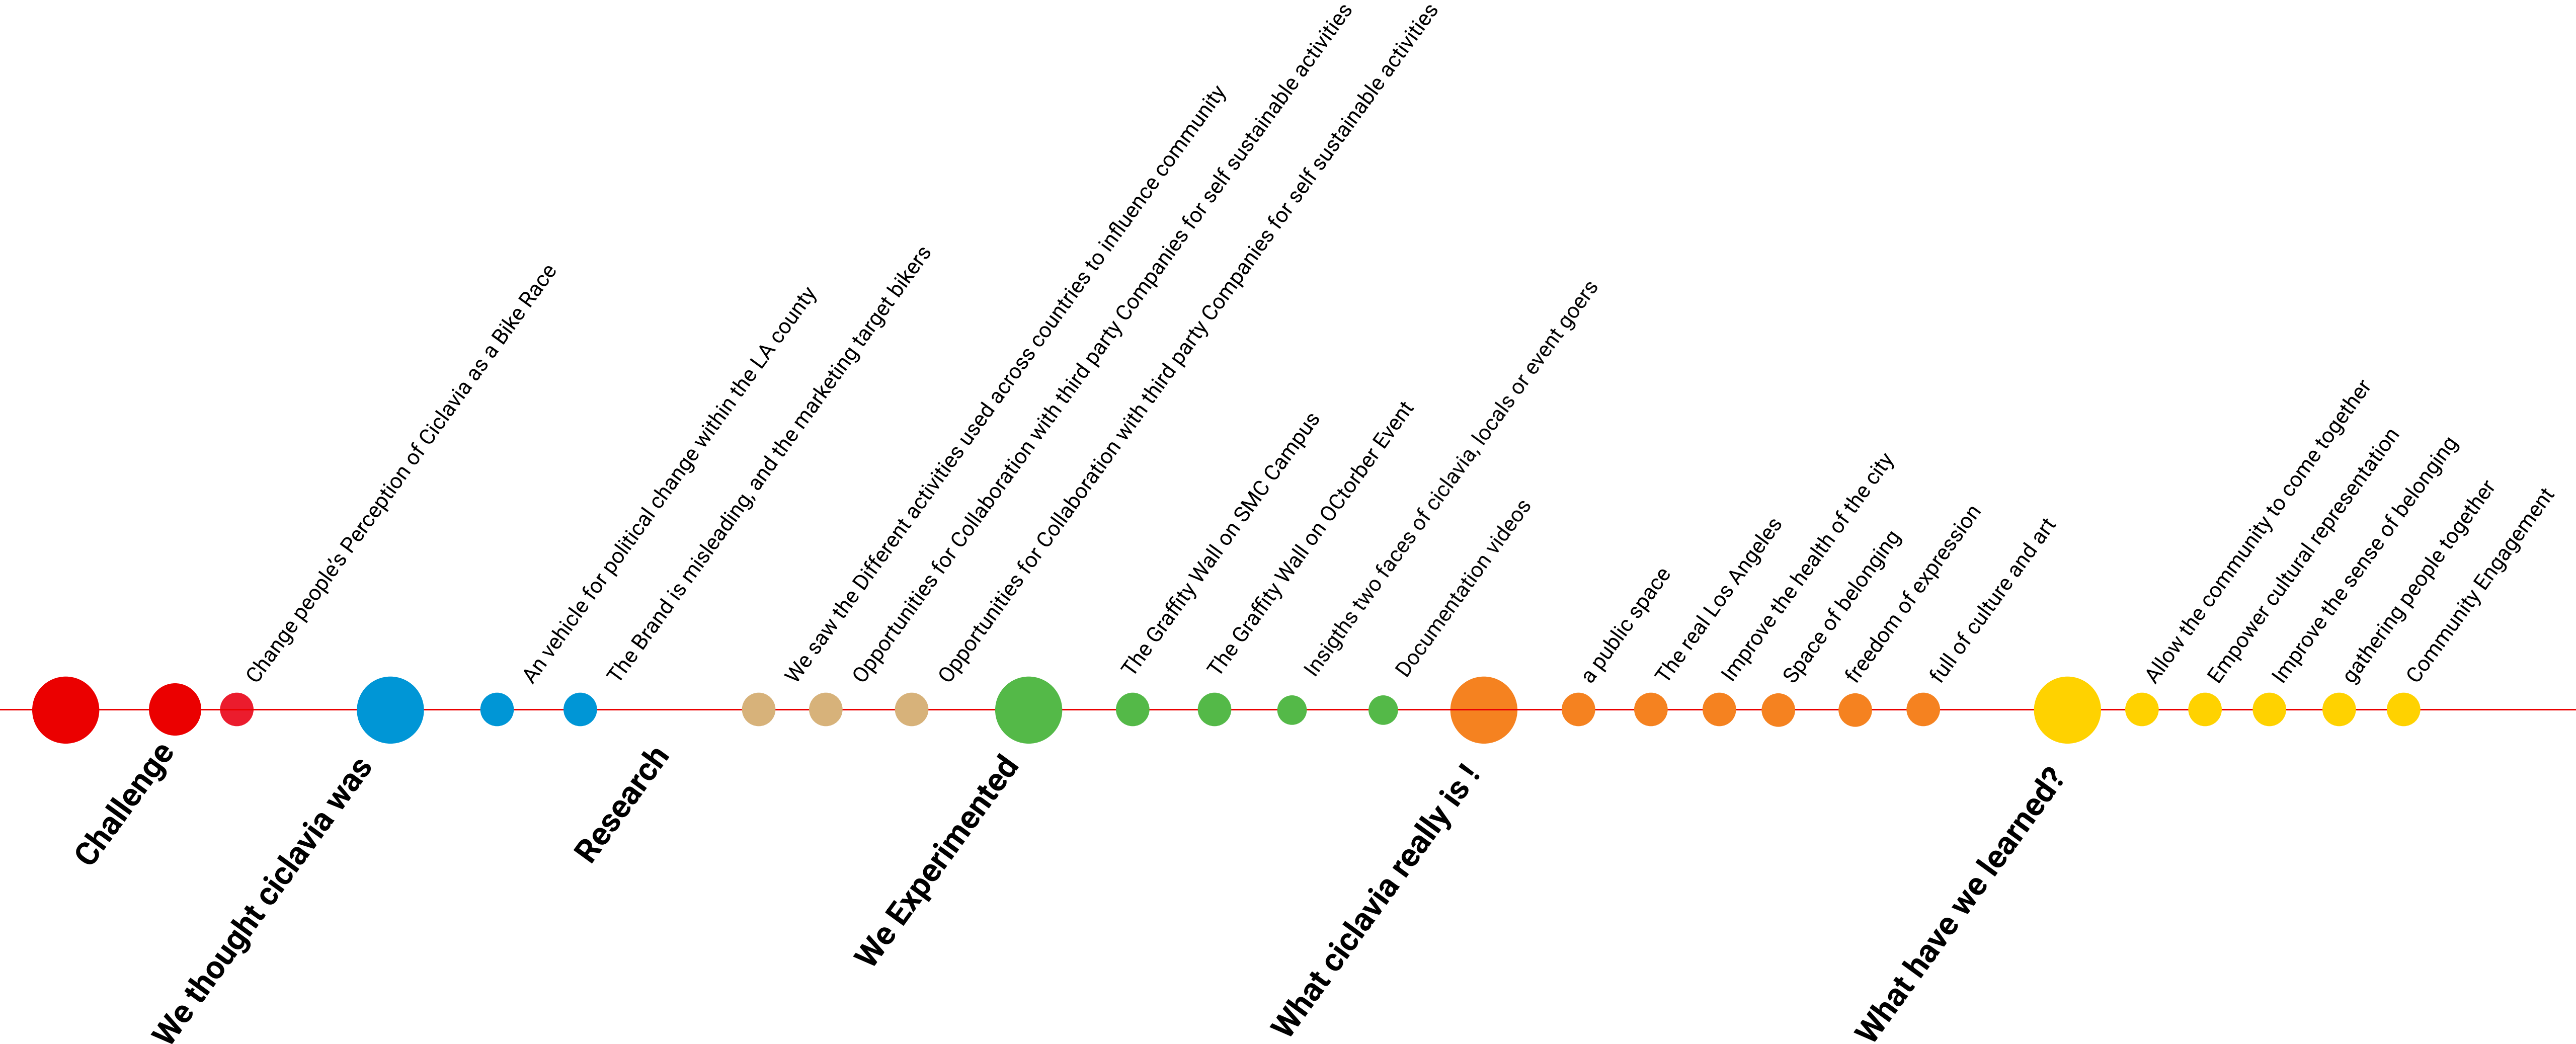 Challenge
Change people's Perception of Ciclavia as a Bike Race
We thought ciclavia was
An vehicle for political change within the LA county
The Brand is misleading, and the marketing target bikers
Research
We saw the Different activities used across countries to influence community
Opportunities for Collaboration with third party Companies for self sustainable activities
Opportunities for Collaboration with third party Companies for self sustainable activities
We Experimented
The Graffity Wall on SMC Campus
The Graffity Wall on OCtorber Event
Insigths two faces of ciclavia, locals or event goers
Documentation videos
What ciclavia really is !
a public space
The real Los Angeles
Improve the health of the city
Space of belonging
freedom of expression
full of culture and art
What have we learned?
Allow the community to come together
Empower cultural representation
Improve the sense of belonging
gathering people together
Community Engagement